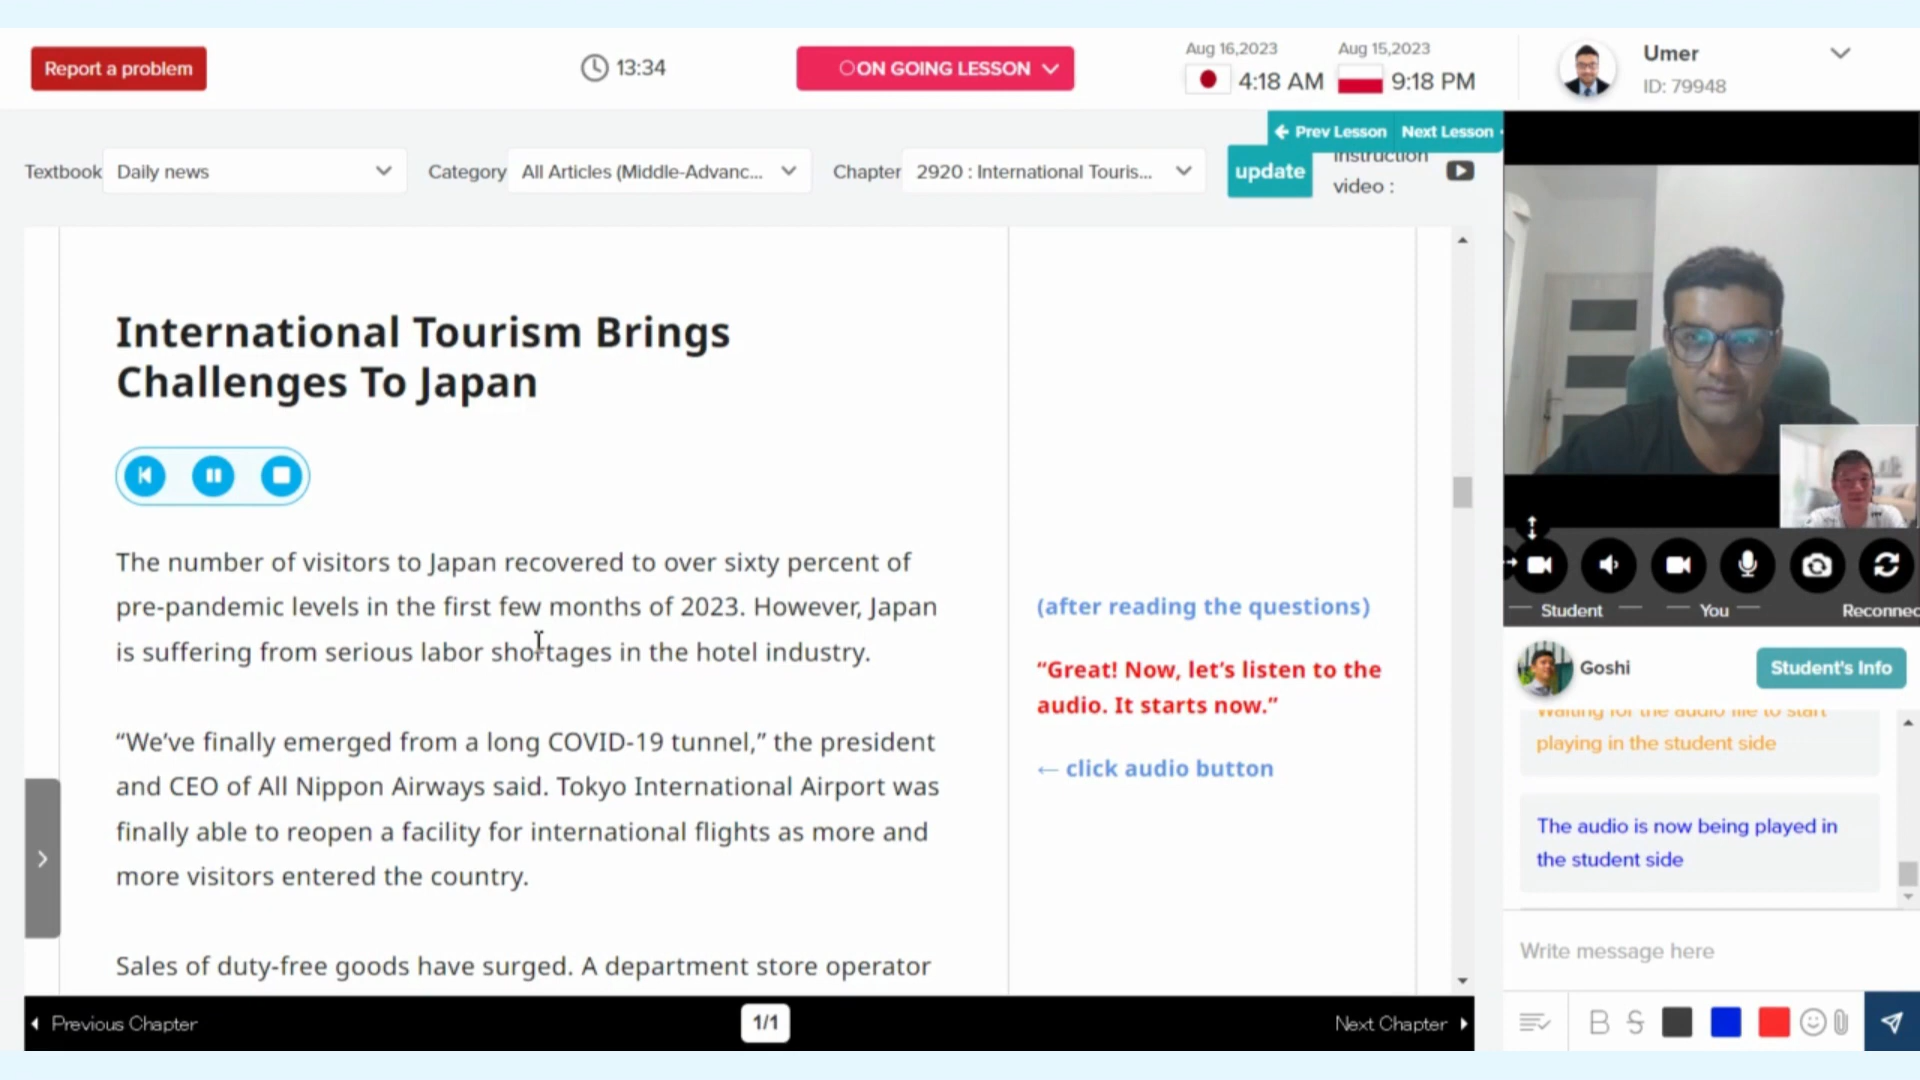 Report a problem
13:34
ON GOING LESSON
Aug 16,2023
4:18 AM
Aug 15,2023
9:18 PM
Umer
ID: 79948
Prev Lesson
Next Lesson
Textbook
Daily news
Category
All Articles (Middle-Advanc...
Chapter
2920 : International Touris...
update
Instruction
video :
International Tourism Brings
Challenges To Japan
The number of visitors to Japan recovered to over sixty percent of
pre-pandemic levels in the first few months of 2023. However, Japan
is suffering from serious labor shortages in the hotel industry.
“We’ve finally emerged from a long COVID-19 tunnel,” the president
and CEO of All Nippon Airways said. Tokyo International Airport was
finally able to reopen a facility for international flights as more and
more visitors entered the country.
Sales of duty-free goods have surged. A department store operator
(after reading the questions)
“Great! Now, let’s listen to the
audio. It starts now.”
← click audio button
Previous Chapter
1/1
Next Chapter
Student
You
Reconnec
Goshi
Student's Info
Waiting for the audio file to start
playing in the student side
The audio is now being played in
the student side
Write message here
B
S